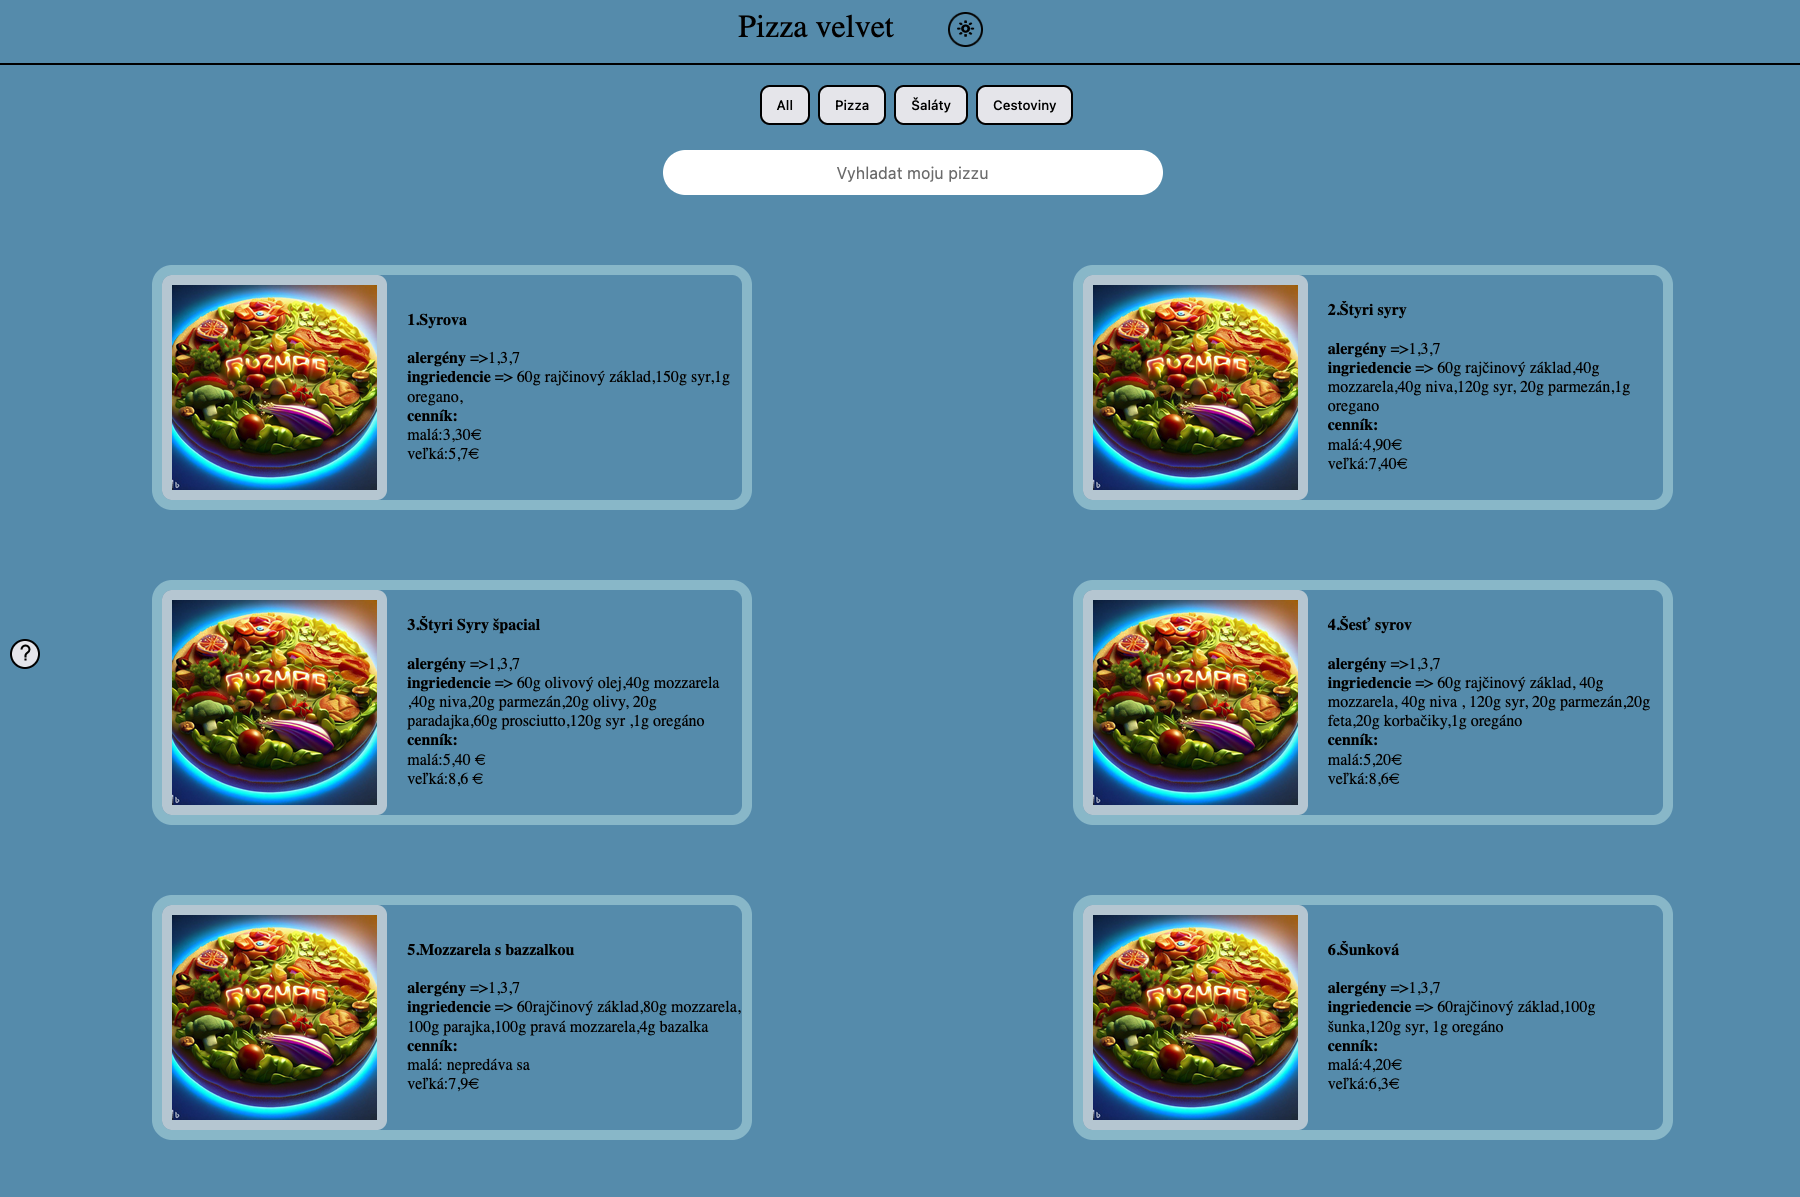 Pizza velvet
All
Pizza
Šaláty
Cestoviny
Vyhladat moju pizzu
1.Syrova
alergény =>1,3,7
ingriedencie => 60g rajčinový základ,150g syr,1g
oregano,
cenník:
malá:3,30€
veľká:5,7€
2.Štyri syry
alergény =>1,3,7
ingriedencie => 60g rajčinový základ,40g
mozzarela,40g niva,120g syr, 20g parmezán,1g
oregano
cenník:
malá:4,90€
veľká:7,40€
3.Štyri Syry špacial
alergény =>1,3,7
ingriedencie => 60g olivový olej,40g mozzarela
,40g niva,20g parmezán,20g olivy, 20g
paradajka,60g prosciutto,120g syr ,1g oregáno
cenník:
malá:5,40 €
veľká:8,6 €
?
4.Šesť syrov
alergény =>1,3,7
ingriedencie => 60g rajčinový základ, 40g
mozzarela, 40g niva , 120g syr, 20g parmezán,20g
feta,20g korbačiky,1g oregáno
cenník:
malá:5,20€
veľká:8,6€
5.Mozzarela s bazzalkou
alergény =>1,3,7
ingriedencie => 60rajčinový základ,80g mozzarela,
100g parajka,100g pravá mozzarela,4g bazalka
cenník:
malá: nepredáva sa
veľká:7,9€
6.Šunková
alergény =>1,3,7
ingriedencie => 60rajčinový základ,100g
šunka,120g syr, 1g oregáno
cenník:
malá:4,20€
veľká:6,3€